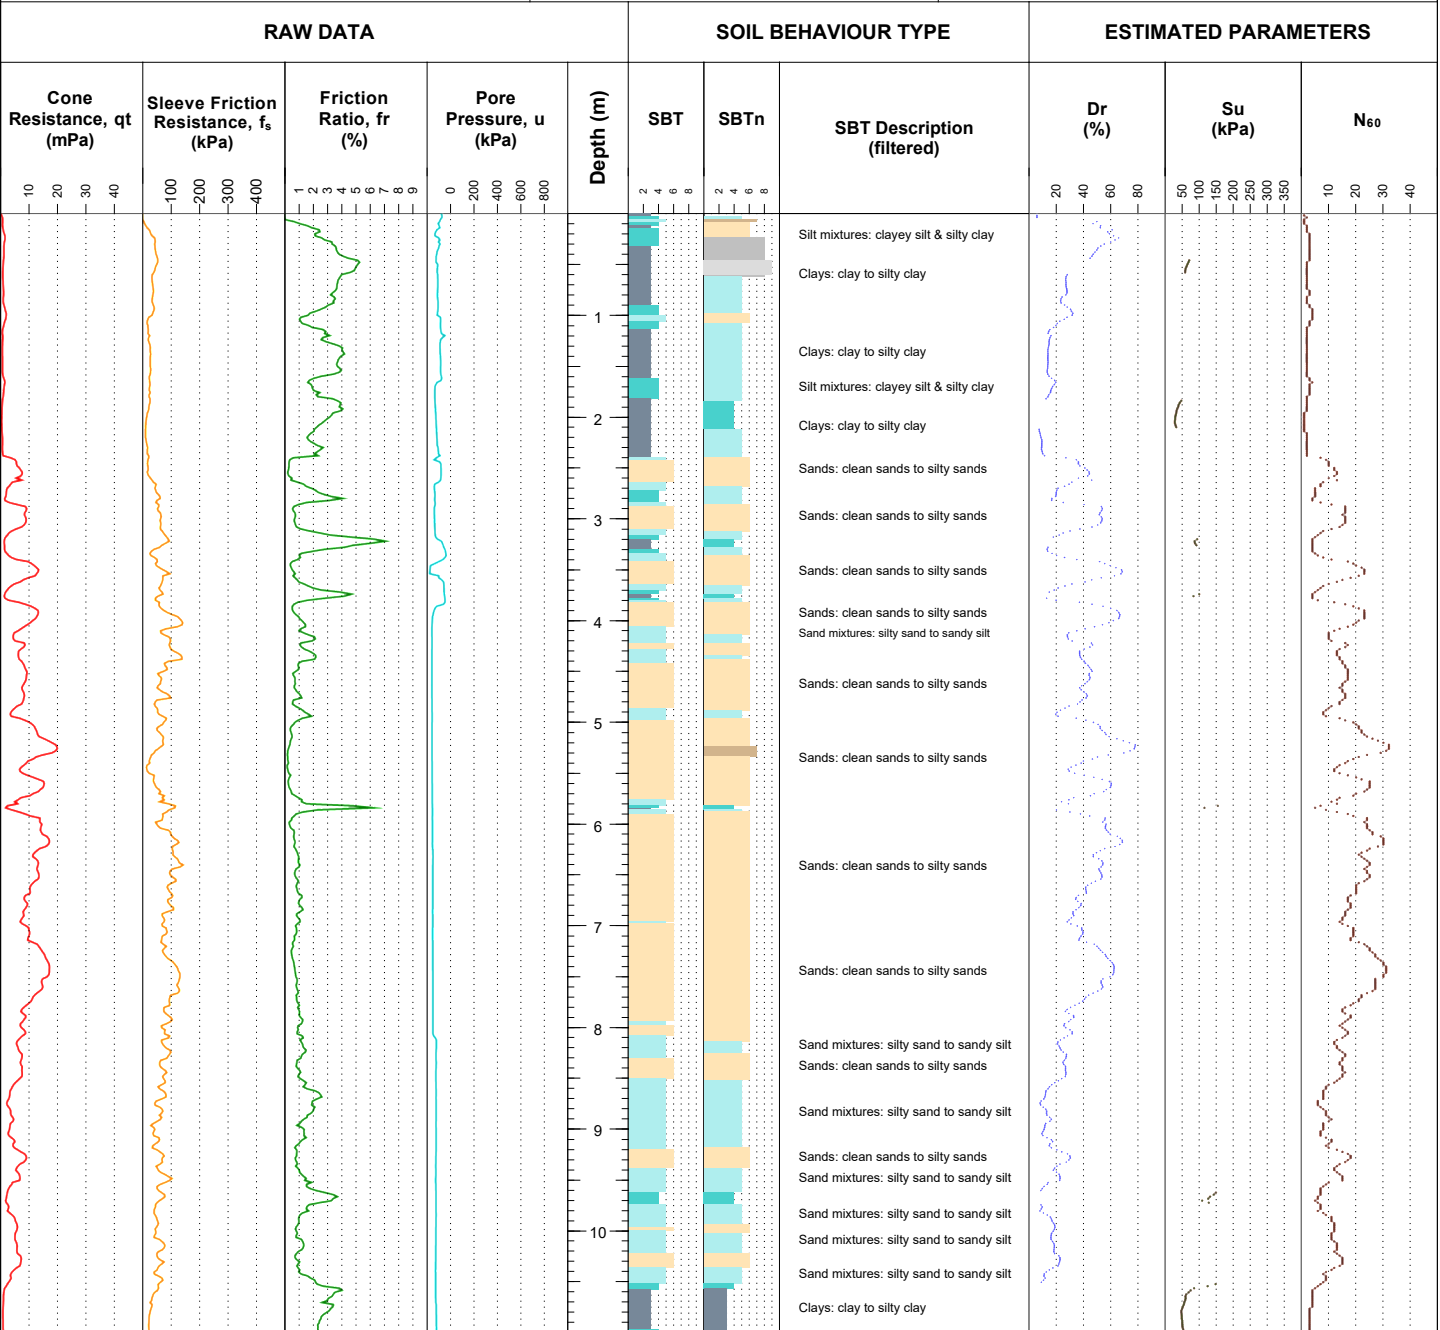 RAW DATA
SOIL BEHAVIOUR TYPE
ESTIMATED PARAMETERS
Cone
Resistance, qt
(mPa)
Sleeve Friction
Resistance, fs
(kPa)
Friction
Ratio, fr
(%)
Pore
Pressure, u
(kPa)
Depth (m)
SBT
SBTn
SBT Description
(filtered)
Dr
(%)
Su
(kPa)
N60
10 20 30 40
100 200 300 400
1 2 3 4 5 6 7 8 9
0 200 400 600 800
2 4 6 8
2 4 6 8
20 40 60 80
50 100 150 200 250 300 350
10 20 30 40
Silt mixtures: clayey silt & silty clay
Clays: clay to silty clay
1
Clays: clay to silty clay
Silt mixtures: clayey silt & silty clay
2
Clays: clay to silty clay
Sands: clean sands to silty sands
3
Sands: clean sands to silty sands
Sands: clean sands to silty sands
Sands: clean sands to silty sands
4
Sand mixtures: silty sand to sandy silt
Sands: clean sands to silty sands
5
Sands: clean sands to silty sands
6
Sands: clean sands to silty sands
7
Sands: clean sands to silty sands
8
Sand mixtures: silty sand to sandy silt
Sands: clean sands to silty sands
Sand mixtures: silty sand to sandy silt
9
Sands: clean sands to silty sands
Sand mixtures: silty sand to sandy silt
Sand mixtures: silty sand to sandy silt
10
Sand mixtures: silty sand to sandy silt
Sand mixtures: silty sand to sandy silt
Clays: clay to silty clay